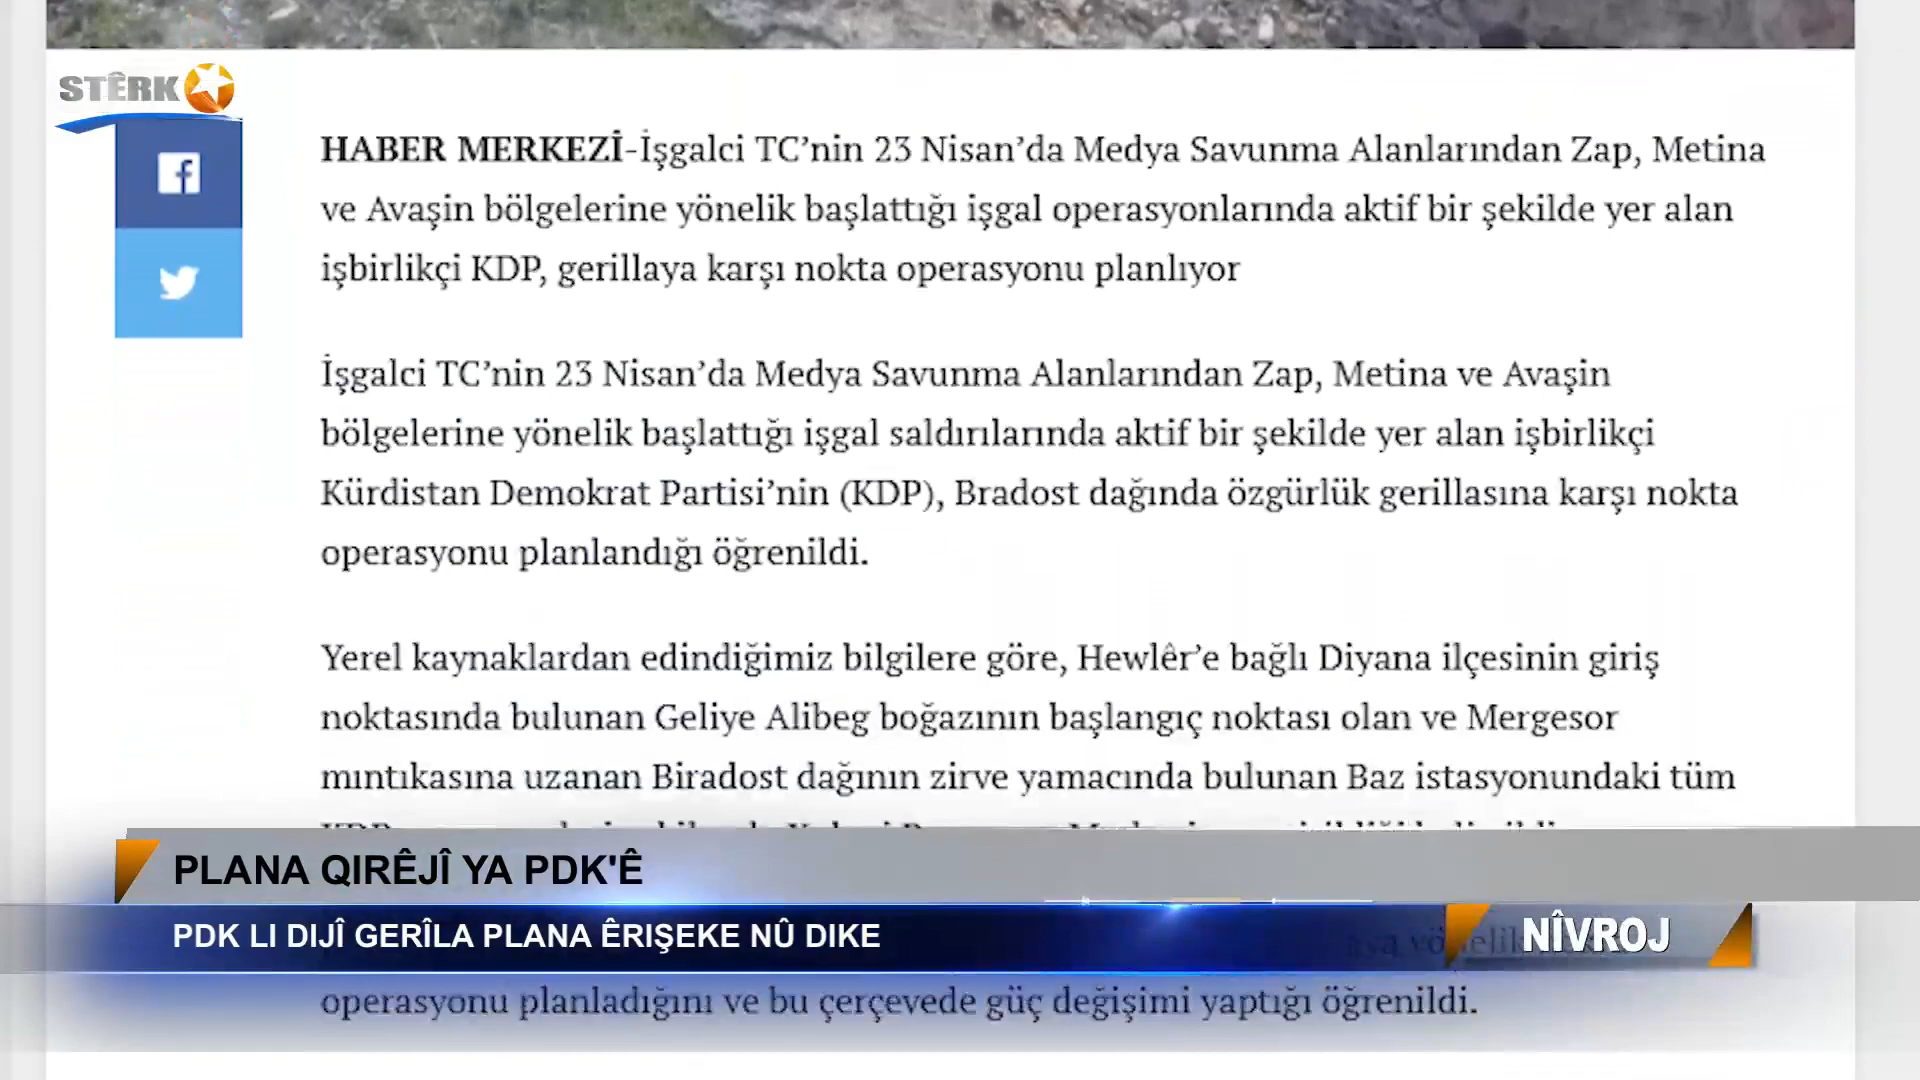 STÊRK
HABER MERKEZİ-İşgalci TC’nin 23 Nisan’da Medya Savunma Alanlarından Zap, Metina
ve Avaşin bölgelerine yönelik başlattığı işgal operasyonlarında aktif bir şekilde yer alan
işbirlikçi KDP, gerillaya karşı nokta operasyonu planlıyor
İşgalci TC’nin 23 Nisan’da Medya Savunma Alanlarından Zap, Metina ve Avaşin
bölgelerine yönelik başlattığı işgal saldırılarında aktif bir şekilde yer alan işbirlikçi
Kürdistan Demokrat Partisi’nin (KDP), Bradost dağında özgürlük gerillasına karşı nokta
operasyonu planlandığı öğrenildi.
Yerel kaynaklardan edindiğimiz bilgilere göre, Hewlêr’e bağlı Diyana ilçesinin giriş
noktasında bulunan Geliye Alibeg boğazının başlangıç noktası olan ve Mergesor
mıntıkasına uzanan Biradost dağının zirve yamacında bulunan Baz istasyonundaki tüm
PLANA QIRÊJÎ YA PDK'Ê
PDK LI DIJÎ GERÎLA PLANA ÊRIŞEKE NÛ DIKE
NÎVROJ
operasyonu planladığını ve bu çerçevede güç değişimi yaptığı öğrenildi.